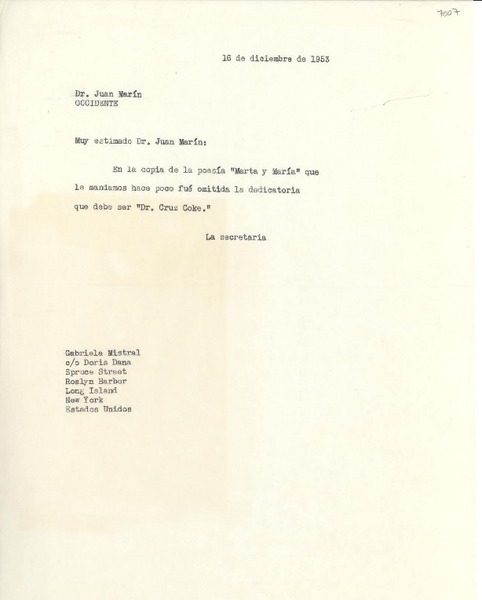 7007
16 de diciembre de 1953
Dr. Juan Marín
OCCIDENTE
Muy estimado Dr. Juan Marín:
En la copia de la poesía "Marta y María" que
le mandamos hace poco fué omitida la dedicatoria
que debe ser "Dr. Cruz Coke."
La secretaria
Gabriela Mistral
c/o Doris Dana
Spruce Street
Roslyn Harbor
Long Island
New York
Estados Unidos